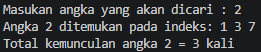 Masukan angka yang akan dicari : 2
Angka 2 ditemukan pada indeks: 1 3 7
Total kemunculan angka 2 = 3 kali